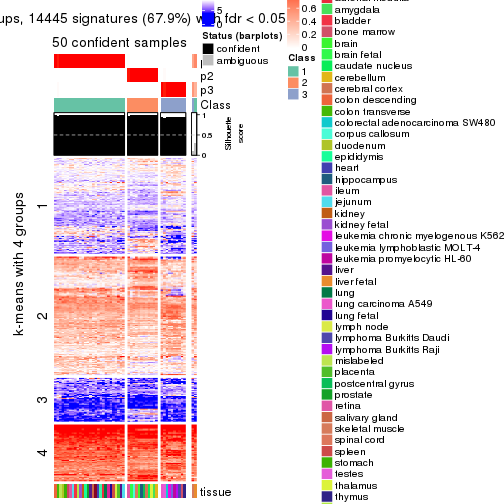 ups, 14445 signatures (67.9%) with fdr < 0.05
50 confident samples
p2
p3
Class
1
0.5
0
Silhouette
score
k-means with 4 groups
1
2
3
4
tissue
5
0
Status (barplots)
confident
ambiguous
0.6
0.4
0.2
0
Class
1
2
3
amygdala
bladder
bone marrow
brain
brain fetal
caudate nucleus
cerebellum
cerebral cortex
colon descending
colon transverse
colorectal adenocarcinoma SW480
corpus callosum
duodenum
epididymis
heart
hippocampus
ileum
jejunum
kidney
kidney fetal
leukemia chronic myelogenous K562
leukemia lymphoblastic MOLT-4
leukemia promyelocytic HL-60
liver
liver fetal
lung
lung carcinoma A549
lung fetal
lymph node
lymphoma Burkitts Daudi
lymphoma Burkitts Raji
mislabeled
placenta
postcentral gyrus
prostate
retina
salivary gland
skeletal muscle
spinal cord
spleen
stomach
testes
thalamus
thymus